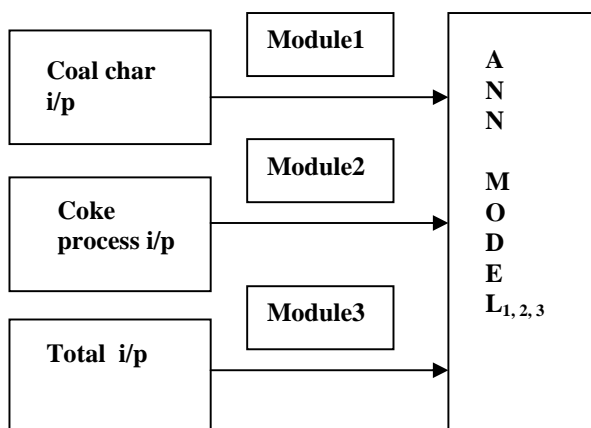 Module1
Coal char
i/p
Module2
Coke
process i/p
Module3
Total i/p
A
N
N
M
O
D
E
L1, 2, 3